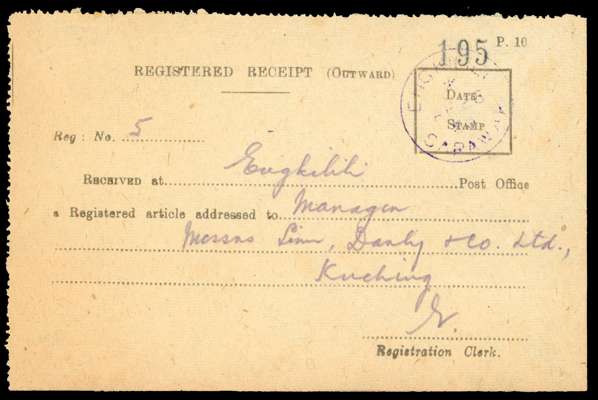 195 P. 10
REGISTERED RECEIPT (OUTWARD)
DATE
STAMP
SARAWAK
Reg: No. 5
RECEIVED at Engkilili Post Office
a Registered article addressed to Manager
Messrs Sime, Darby & Co. Ltd.,
Kuching
Registration Clerk.